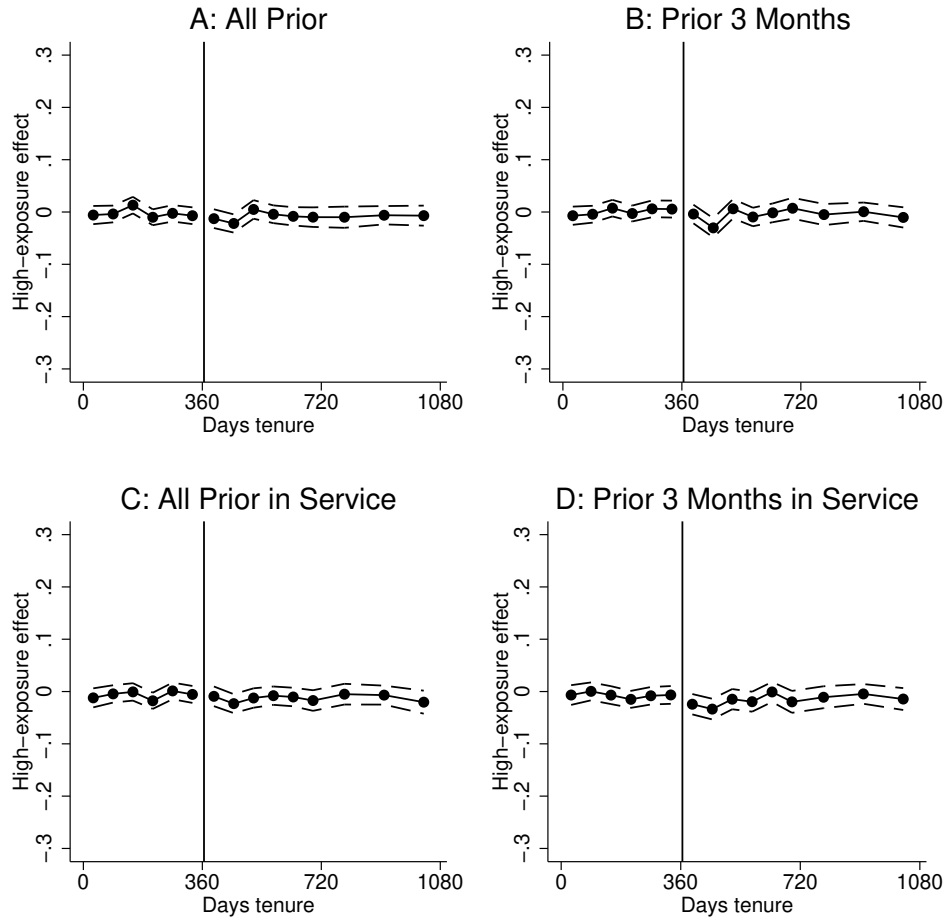 A: All Prior
High−exposure effect
.3
.2
.1
0
−.1
−.2
−.3
0 360 720 1080
Days tenure
B: Prior 3 Months
High−exposure effect
.3
.2
.1
0
−.1
−.2
−.3
0 360 720 1080
Days tenure
C: All Prior in Service
High−exposure effect
.3
.2
.1
0
−.1
−.2
−.3
0 360 720 1080
Days tenure
D: Prior 3 Months in Service
High−exposure effect
.3
.2
.1
0
−.1
−.2
−.3
0 360 720 1080
Days tenure